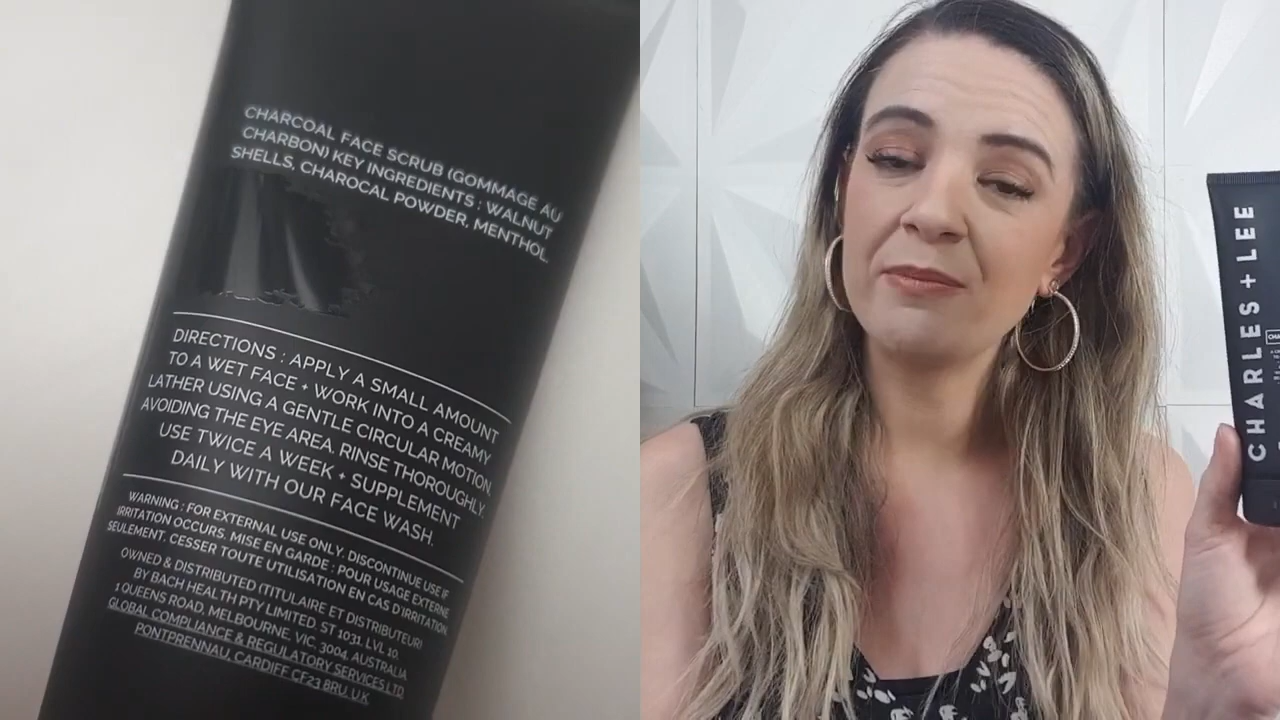 CHARCOAL FACE SCRUB (GOMMAGE AU
CHARBON) KEY INGREDIENTS : WALNUT
SHELLS, CHAROCAL POWDER, MENTHOL.
DIRECTIONS : APPLY A SMALL AMOUNT
TO A WET FACE + WORK INTO A CREAMY
LATHER USING A GENTLE CIRCULAR MOTION,
AVOIDING THE EYE AREA. RINSE THOROUGHLY.
USE TWICE A WEEK + SUPPLEMENT
DAILY WITH OUR FACE WASH.
WARNING : FOR EXTERNAL USE ONLY. DISCONTINUE USE IF
IRRITATION OCCURS. MISE EN GARDE : POUR USAGE EXTERNE
SEULEMENT. CESSER TOUTE UTILISATION EN CAS D'IRRITATION.
OWNED & DISTRIBUTED (TITULAIRE ET DISTRIBUTEUR)
BY BACH HEALTH PTY LIMITED. ST 1031, LVL 10,
1 QUEENS ROAD, MELBOURNE, VIC, 3004, AUSTRALIA
GLOBAL COMPLIANCE & REGULATORY SERVICES LTD
PONTPRENNAU, CARDIFF CF23 8RU, UK
CHARLES + LEE